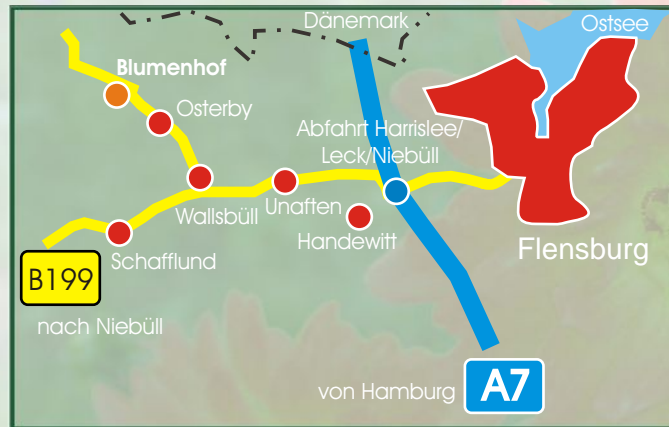 Dänemark
Ostsee
Blumenhof
Osterby
Abfahrt Harrislee/
Leck/Niebüll
Wallsbüll
Unaften
Handewitt
Flensburg
Schafflund
B199
nach Niebüll
von Hamburg
A7